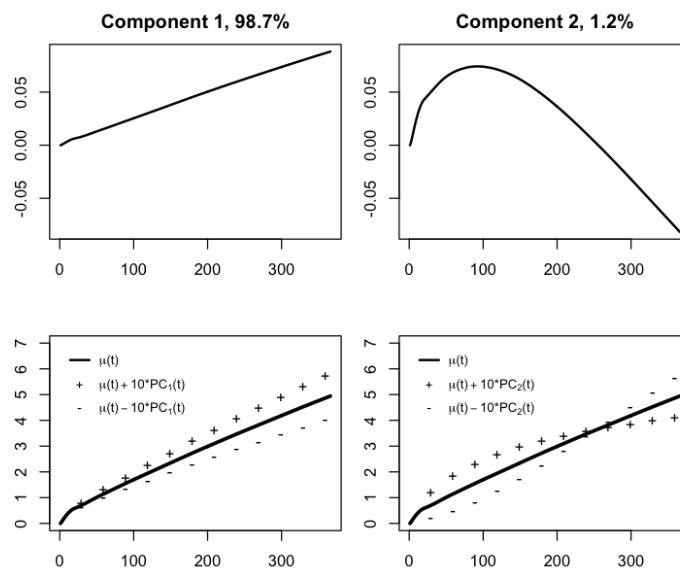 Component 1, 98.7%
0.05
0.00
-0.05
0 100 200 300
Component 2, 1.2%
0.05
0.00
-0.05
0 100 200 300
7
6
5
4
3
2
1
0
μ(t)
μ(t) + 10*PC₁(t)
μ(t) − 10*PC₁(t)
0 100 200 300
7
6
5
4
3
2
1
0
μ(t)
μ(t) + 10*PC₂(t)
μ(t) − 10*PC₂(t)
0 100 200 300